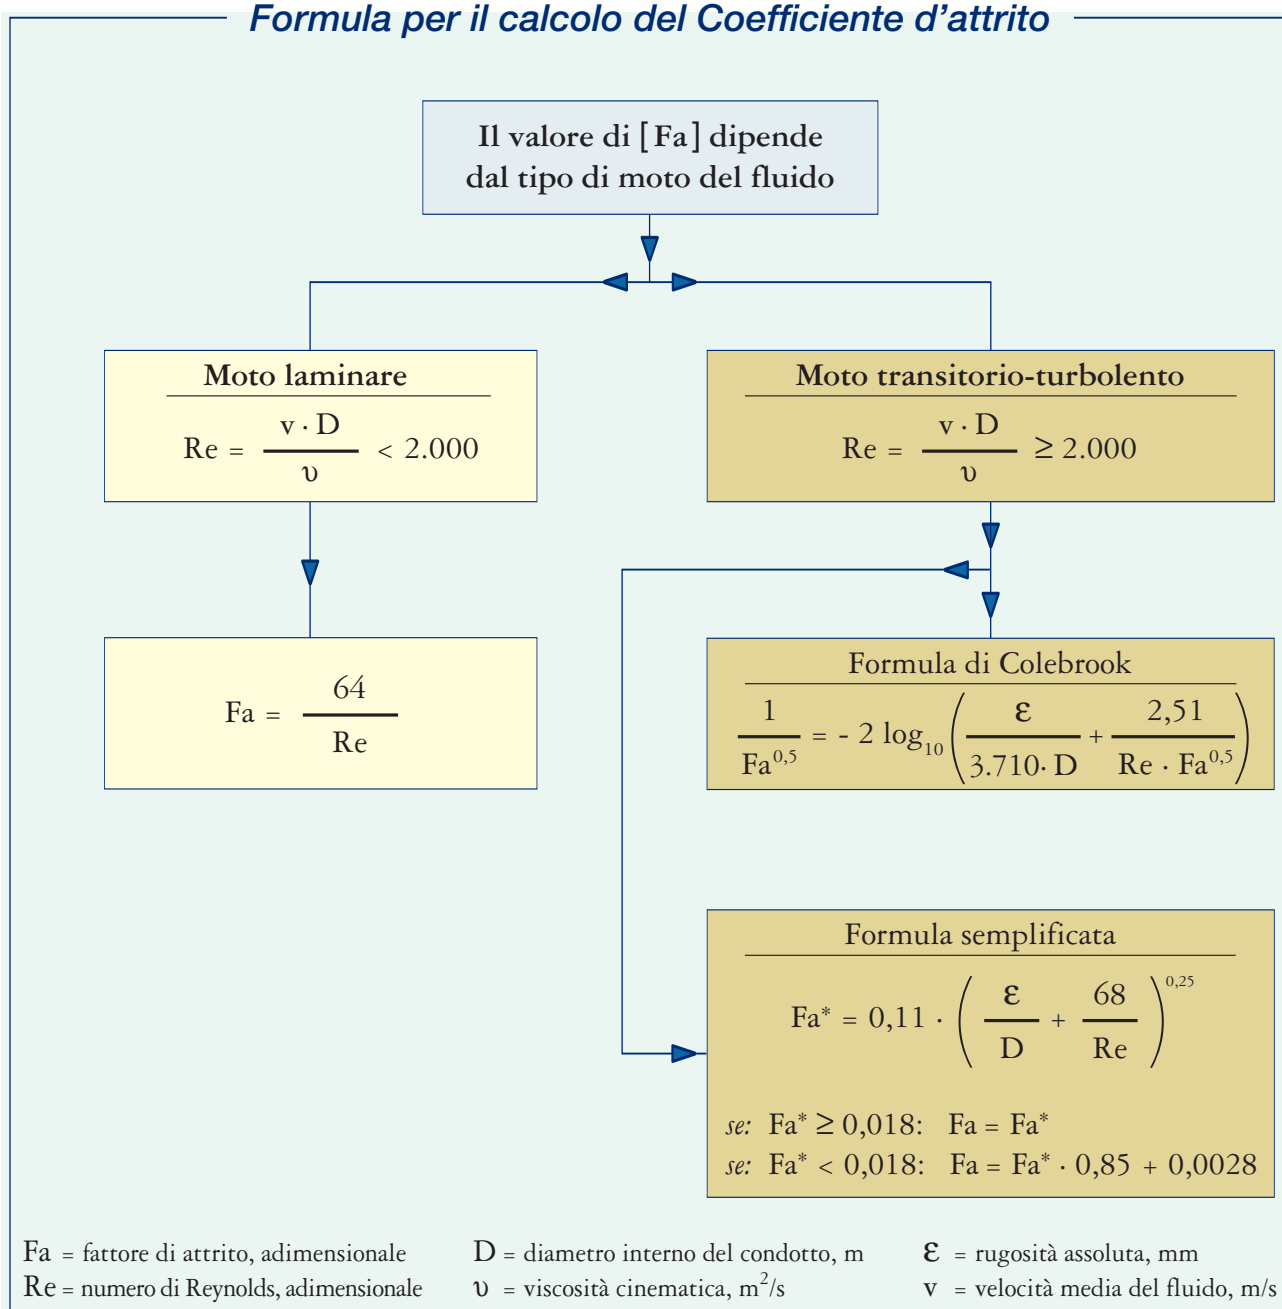 Formula per il calcolo del Coefficiente d'attrito
Il valore di [Fa] dipende
dal tipo di moto del fluido
Moto laminare
Re = v · D / υ < 2.000
Fa = 64 / Re
Moto transitorio-turbolento
Re = v · D / υ ≥ 2.000
Formula di Colebrook
1 / Fa^0,5 = - 2 log₁₀ ( ε / 3.710· D + 2,51 / Re · Fa^0,5 )
Formula semplificata
Fa* = 0,11 · ( ε / D + 68 / Re )^0,25
se: Fa* ≥ 0,018: Fa = Fa*
se: Fa* < 0,018: Fa = Fa* · 0,85 + 0,0028
Fa = fattore di attrito, adimensionale
Re = numero di Reynolds, adimensionale
D = diametro interno del condotto, m
υ = viscosità cinematica, m²/s
ε = rugosità assoluta, mm
v = velocità media del fluido, m/s